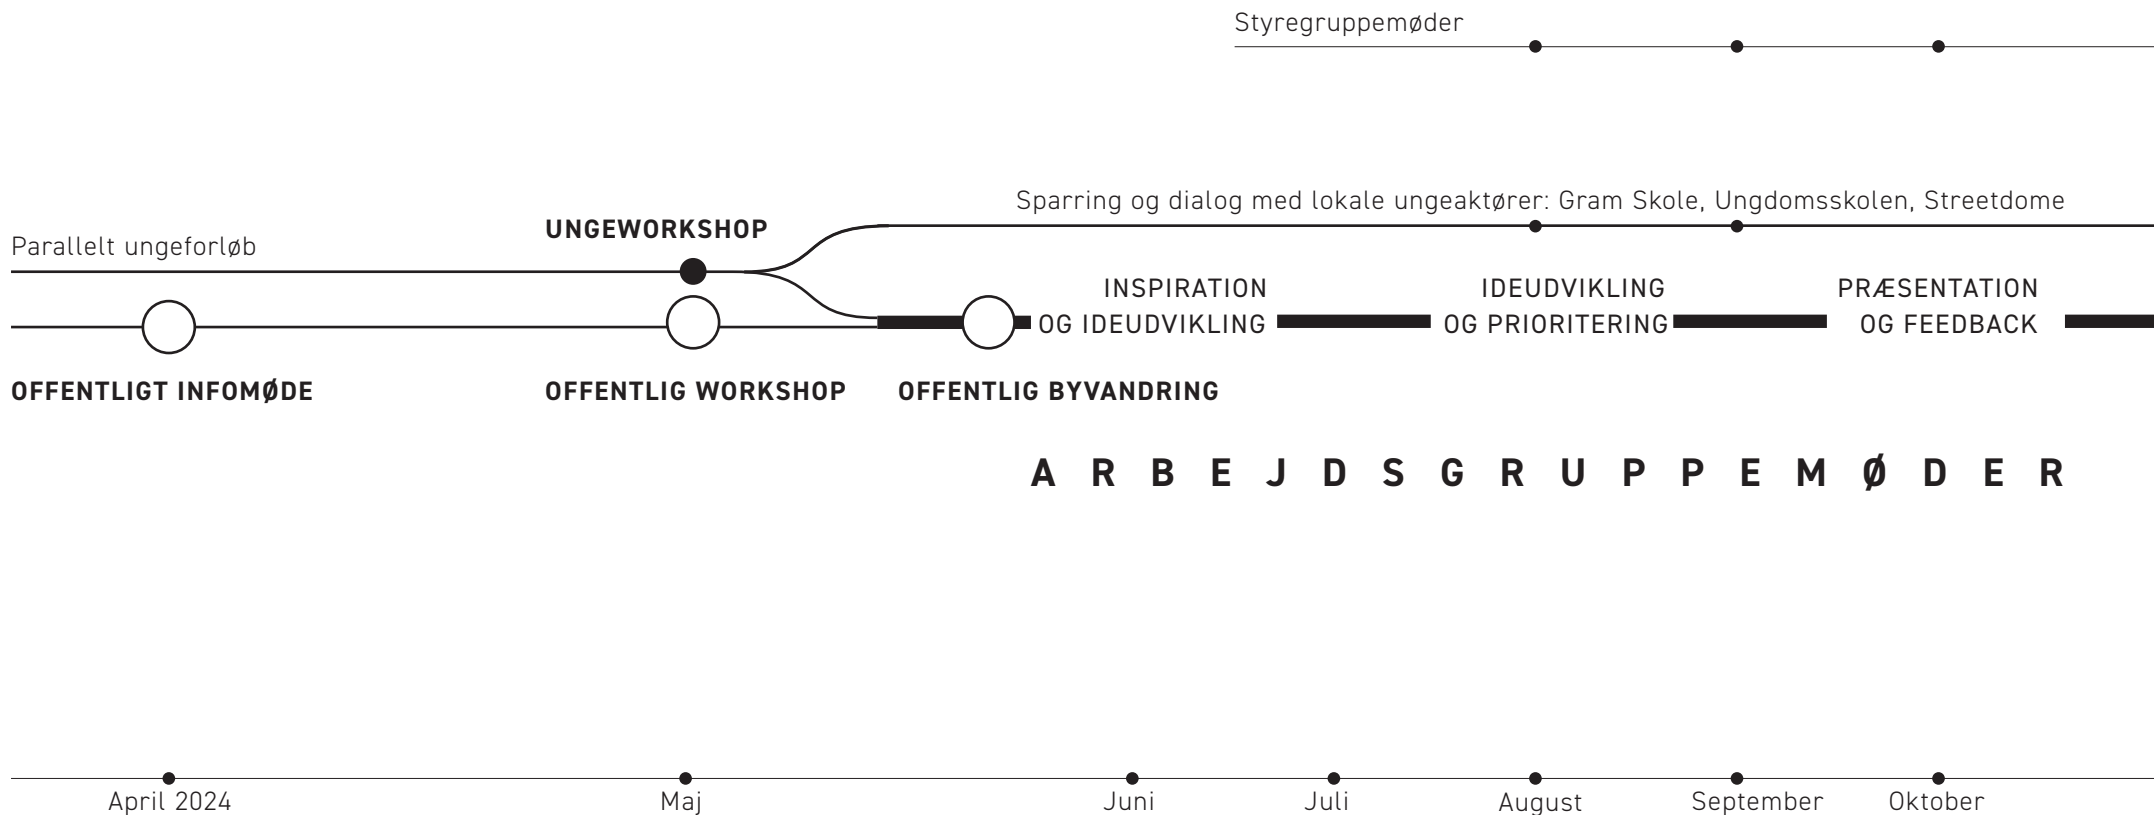 Styregruppemøder
Sparring og dialog med lokale ungeaktører: Gram Skole, Ungdomsskolen, Streetdome
UNGEWORKSHOP
Parallelt ungeforløb
INSPIRATION
OG IDEUDVIKLING
IDEUDVIKLING
OG PRIORITERING
PRÆSENTATION
OG FEEDBACK
OFFENTLIGT INFOMØDE
OFFENTLIG WORKSHOP
OFFENTLIG BYVANDRING
ARBEJDSGRUPPEMØDER
April 2024
Maj
Juni
Juli
August
September
Oktober